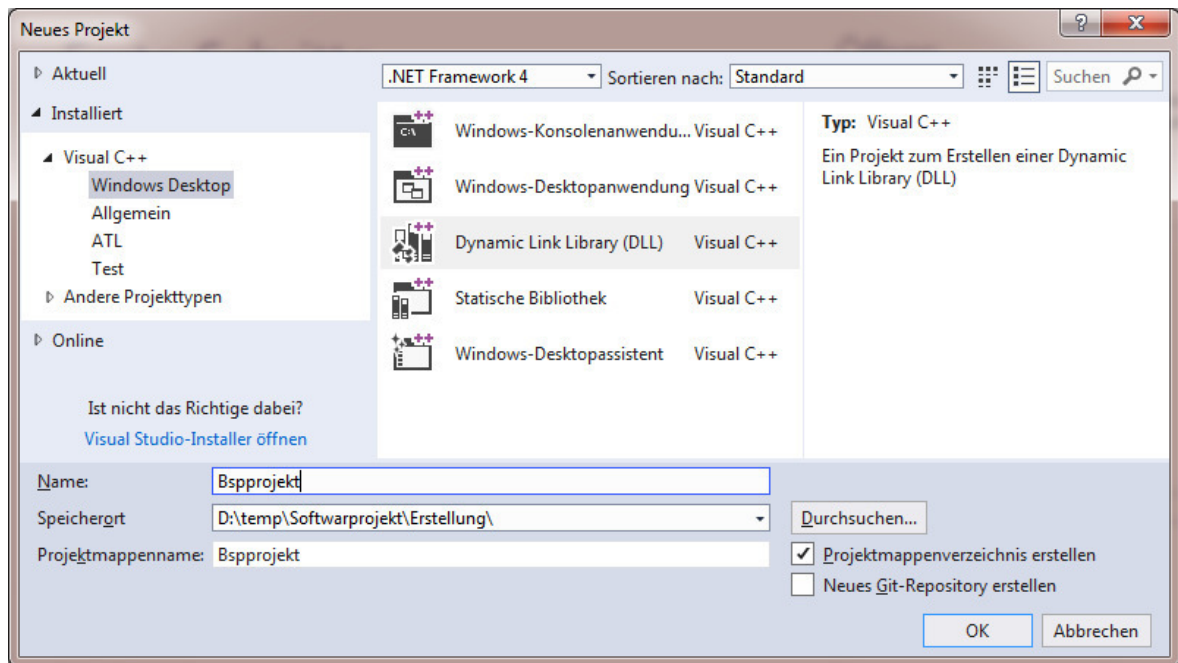 Neues Projekt
Aktuell
.NET Framework 4
Sortieren nach: Standard
Suchen
Installiert
Visual C++
Windows Desktop
Allgemein
ATL
Test
Andere Projekttypen
Online
Ist nicht das Richtige dabei?
Visual Studio-Installer öffnen
Windows-Konsolenanwendu... Visual C++
Windows-Desktopanwendung Visual C++
Dynamic Link Library (DLL) Visual C++
Statische Bibliothek Visual C++
Windows-Desktopassistent Visual C++
Typ: Visual C++
Ein Projekt zum Erstellen einer Dynamic
Link Library (DLL)
Name: Bspprojekt
Speicherort D:\temp\Softwarprojekt\Erstellung\
Durchsuchen...
Projektmappenname: Bspprojekt
Projektmappenverzeichnis erstellen
Neues Git-Repository erstellen
OK
Abbrechen